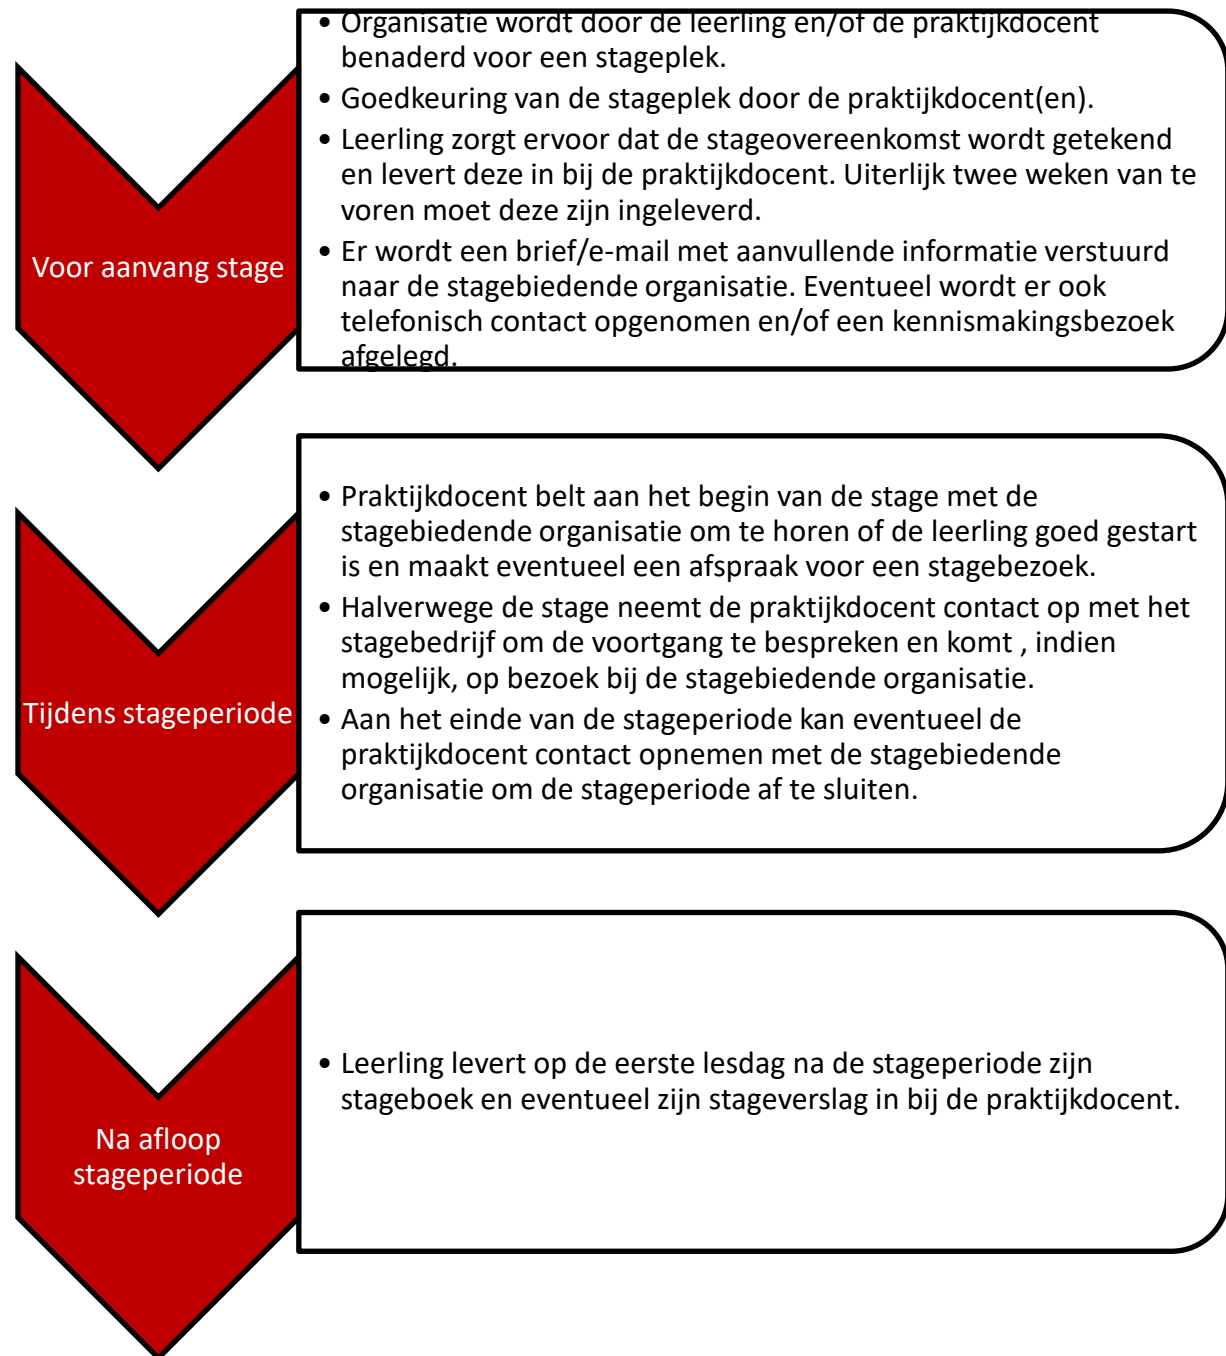 Voor aanvang stage
• Organisatie wordt door de leerling en/of de praktijkdocent
benaderd voor een stageplek.
• Goedkeuring van de stageplek door de praktijkdocent(en).
• Leerling zorgt ervoor dat de stageovereenkomst wordt getekend
en levert deze in bij de praktijkdocent. Uiterlijk twee weken van te
voren moet deze zijn ingeleverd.
• Er wordt een brief/e-mail met aanvullende informatie verstuurd
naar de stagebiedende organisatie. Eventueel wordt er ook
telefonisch contact opgenomen en/of een kennismakingsbezoek
afgelegd.
Tijdens stageperiode
• Praktijkdocent belt aan het begin van de stage met de
stagebiedende organisatie om te horen of de leerling goed gestart
is en maakt eventueel een afspraak voor een stagebezoek.
• Halverwege de stage neemt de praktijkdocent contact op met het
stagebedrijf om de voortgang te bespreken en komt , indien
mogelijk, op bezoek bij de stagebiedende organisatie.
• Aan het einde van de stageperiode kan eventueel de
praktijkdocent contact opnemen met de stagebiedende
organisatie om de stageperiode af te sluiten.
Na afloop
stageperiode
• Leerling levert op de eerste lesdag na de stageperiode zijn
stageboek en eventueel zijn stageverslag in bij de praktijkdocent.